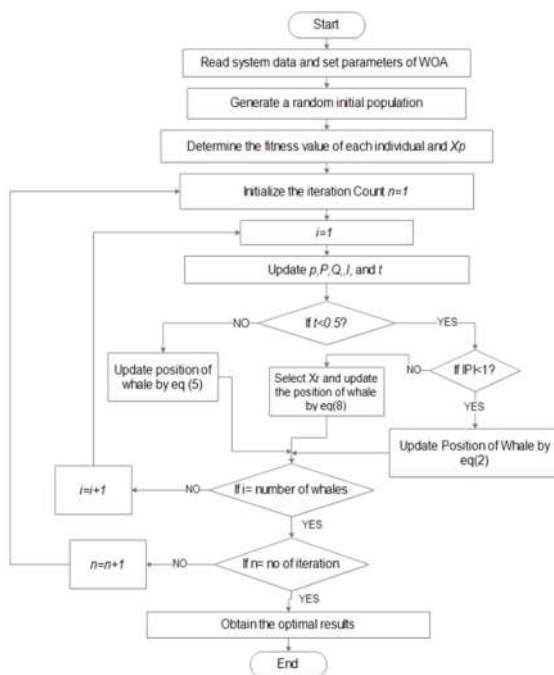 Start
Read system data and set parameters of WOA
Generate a random initial population
Determine the fitness value of each individual and Xp
Initialize the iteration Count n=1
i=1
Update p,P,Q,,l, and t
If t<0.5?
NO
YES
Update position of
whale by eq (5)
Select Xr and update
the position of whale
by eq(8)
NO
If lPl<1?
YES
Update Position of Whale by
eq(2)
i=i+1
NO
If i= number of whales
YES
n=n+1
NO
If n= no of iteration
YES
Obtain the optimal results
End